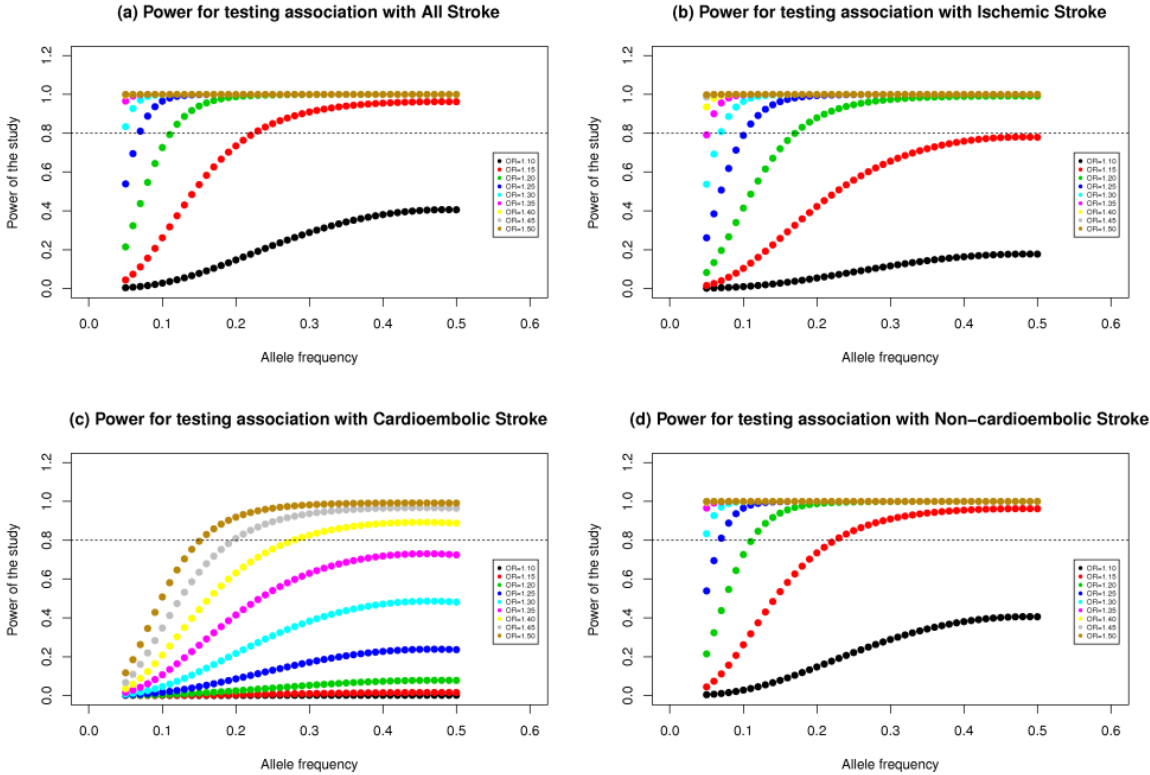 (a) Power for testing association with All Stroke
Power of the study
0.0 0.2 0.4 0.6 0.8 1.0 1.2
OR=1.10
OR=1.15
OR=1.20
OR=1.25
OR=1.30
OR=1.35
OR=1.40
OR=1.45
OR=1.50
0.0 0.1 0.2 0.3 0.4 0.5 0.6
Allele frequency
(b) Power for testing association with Ischemic Stroke
Power of the study
0.0 0.2 0.4 0.6 0.8 1.0 1.2
OR=1.10
OR=1.15
OR=1.20
OR=1.25
OR=1.30
OR=1.35
OR=1.40
OR=1.45
OR=1.50
0.0 0.1 0.2 0.3 0.4 0.5 0.6
Allele frequency
(c) Power for testing association with Cardioembolic Stroke
Power of the study
0.0 0.2 0.4 0.6 0.8 1.0 1.2
OR=1.10
OR=1.15
OR=1.20
OR=1.25
OR=1.30
OR=1.35
OR=1.40
OR=1.45
OR=1.50
0.0 0.1 0.2 0.3 0.4 0.5 0.6
Allele frequency
(d) Power for testing association with Non−cardioembolic Stroke
Power of the study
0.0 0.2 0.4 0.6 0.8 1.0 1.2
OR=1.10
OR=1.15
OR=1.20
OR=1.25
OR=1.30
OR=1.35
OR=1.40
OR=1.45
OR=1.50
0.0 0.1 0.2 0.3 0.4 0.5 0.6
Allele frequency